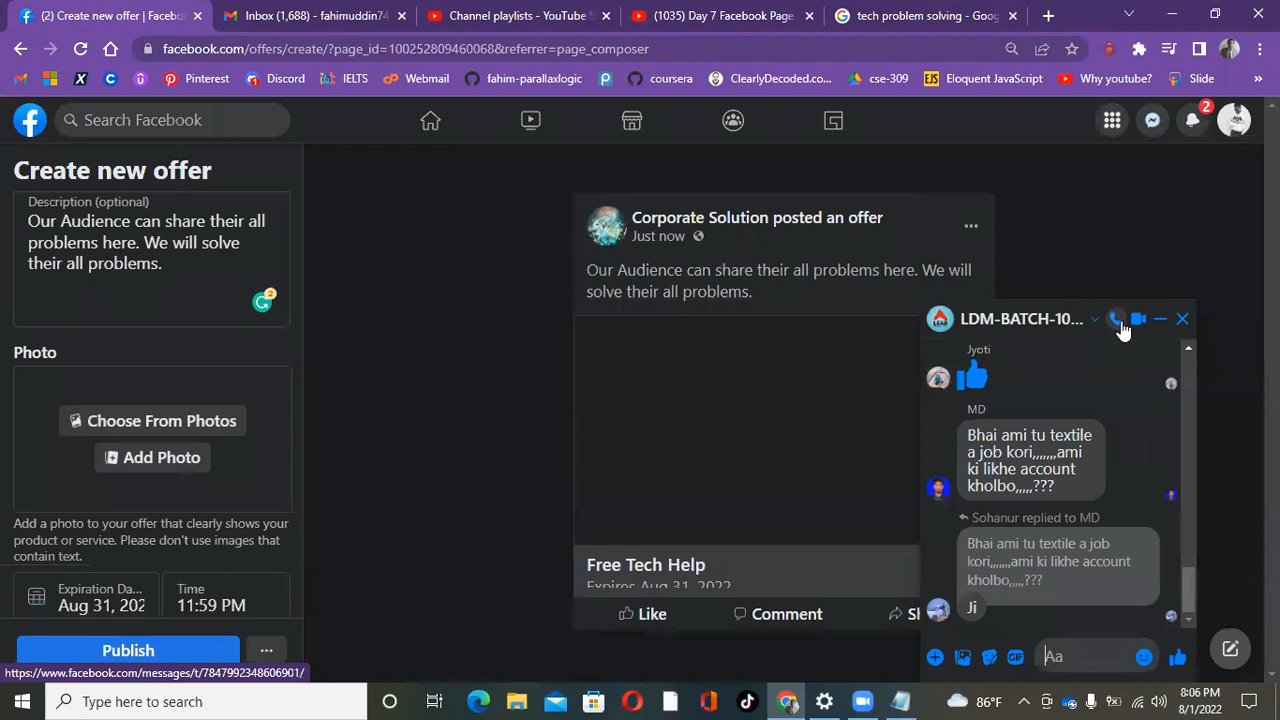 (2) Create new offer | Facebo
Inbox (1,688) - fahimuddin74
Channel playlists - YouTube S
(1035) Day 7 Facebook Page
tech problem solving - Goog
facebook.com/offers/create/?page_id=100252809460068&referrer=page_composer
Pinterest
Discord
IELTS
Webmail
fahim-parallaxlogic
coursera
ClearlyDecoded.co...
cse-309
EJS Eloquent JavaScript
Why youtube?
Slide
Search Facebook
2
Create new offer
Description (optional)
Our Audience can share their all
problems here. We will solve
their all problems.
2
Photo
Choose From Photos
Add Photo
Add a photo to your offer that clearly shows your
product or service. Please don't use images that
contain text.
Expiration Da...
Aug 31, 202
Time
11:59 PM
Publish
https://www.facebook.com/messages/t/7847992348606901/
Corporate Solution posted an offer
Just now
Our Audience can share their all problems here. We will
solve their all problems.
Free Tech Help
Expires Aug 31, 2022
Like
Comment
Sh
LDM-BATCH-10...
Jyoti
MD
Bhai ami tu textile
a job kori,,,,,,,ami
ki likhe account
kholbo,,,,,???
Sohanur replied to MD
Bhai ami tu textile a job
kori,,,,,,,ami ki likhe account
kholbo,,,,,???
Ji
Aa
GIF
Type here to search
86°F
8:06 PM
8/1/2022